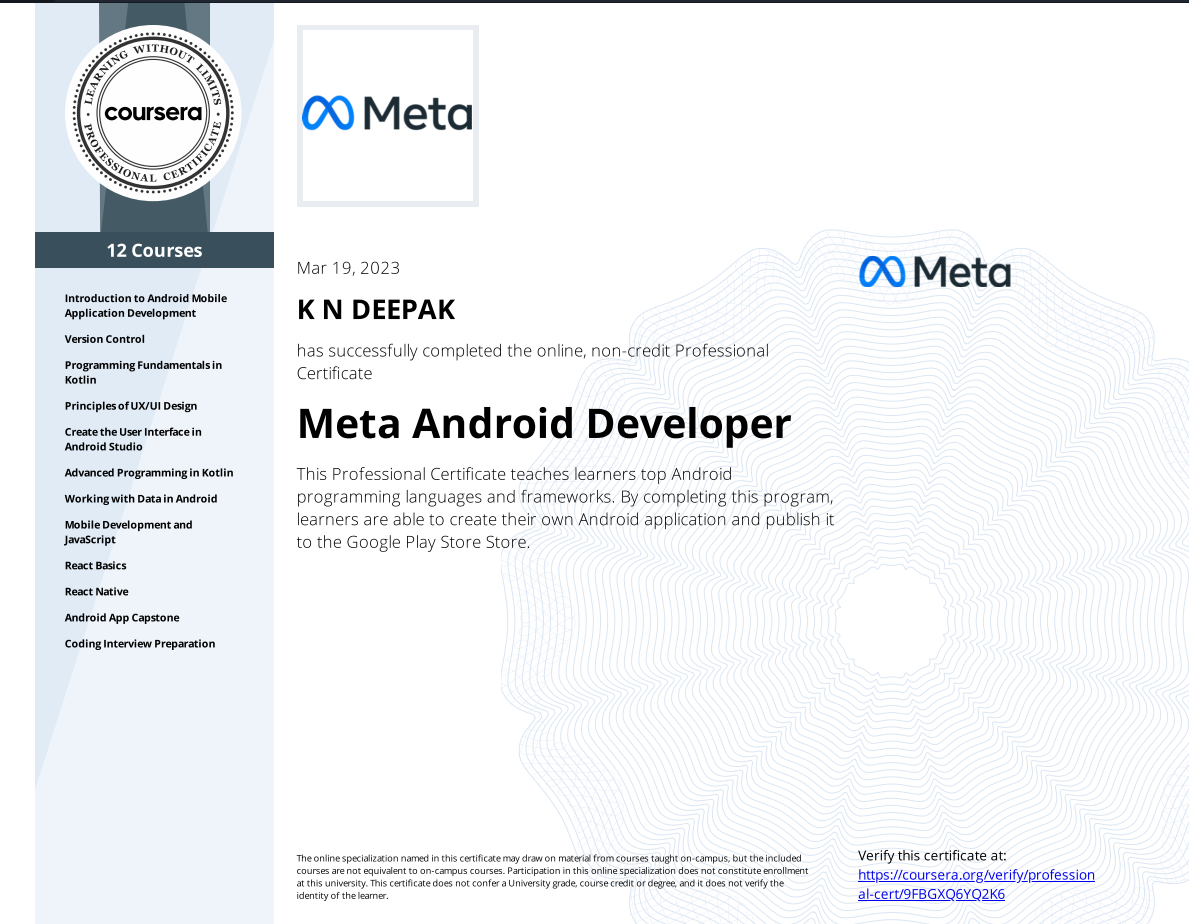 LEARNING WITHOUT LIMITS
coursera
PROFESSIONAL CERTIFICATE
12 Courses
Introduction to Android Mobile
Application Development
Version Control
Programming Fundamentals in
Kotlin
Principles of UX/UI Design
Create the User Interface in
Android Studio
Advanced Programming in Kotlin
Working with Data in Android
Mobile Development and
JavaScript
React Basics
React Native
Android App Capstone
Coding Interview Preparation
Meta
Mar 19, 2023
K N DEEPAK
has successfully completed the online, non-credit Professional
Certificate
Meta Android Developer
This Professional Certificate teaches learners top Android
programming languages and frameworks. By completing this program,
learners are able to create their own Android application and publish it
to the Google Play Store Store.
Meta
The online specialization named in this certificate may draw on material from courses taught on-campus, but the included
courses are not equivalent to on-campus courses. Participation in this online specialization does not constitute enrollment
at this university. This certificate does not confer a University grade, course credit or degree, and it does not verify the
identity of the learner.
Verify this certificate at:
https://coursera.org/verify/profession
al-cert/9FBGXQ6YQ2K6